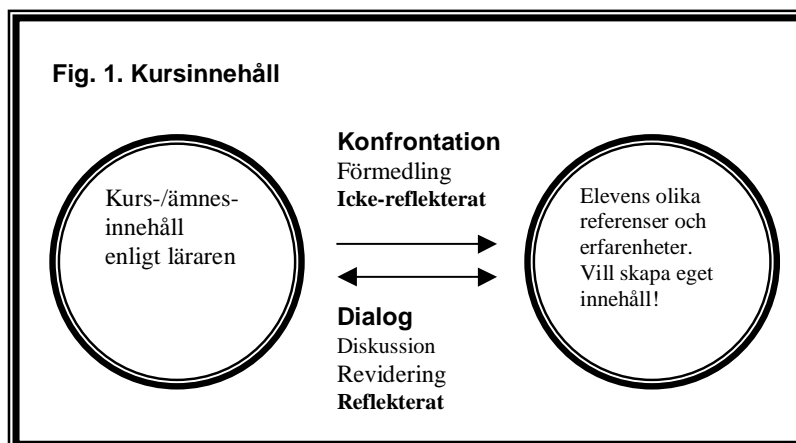 Fig. 1. Kursinnehåll
Kurs-/ämnes-
innehåll
enligt läraren
Konfrontation
Förmedling
Icke-reflekterat
Dialog
Diskussion
Revidering
Reflekterat
Elevens olika
referenser och
erfarenheter.
Vill skapa eget
innehåll!